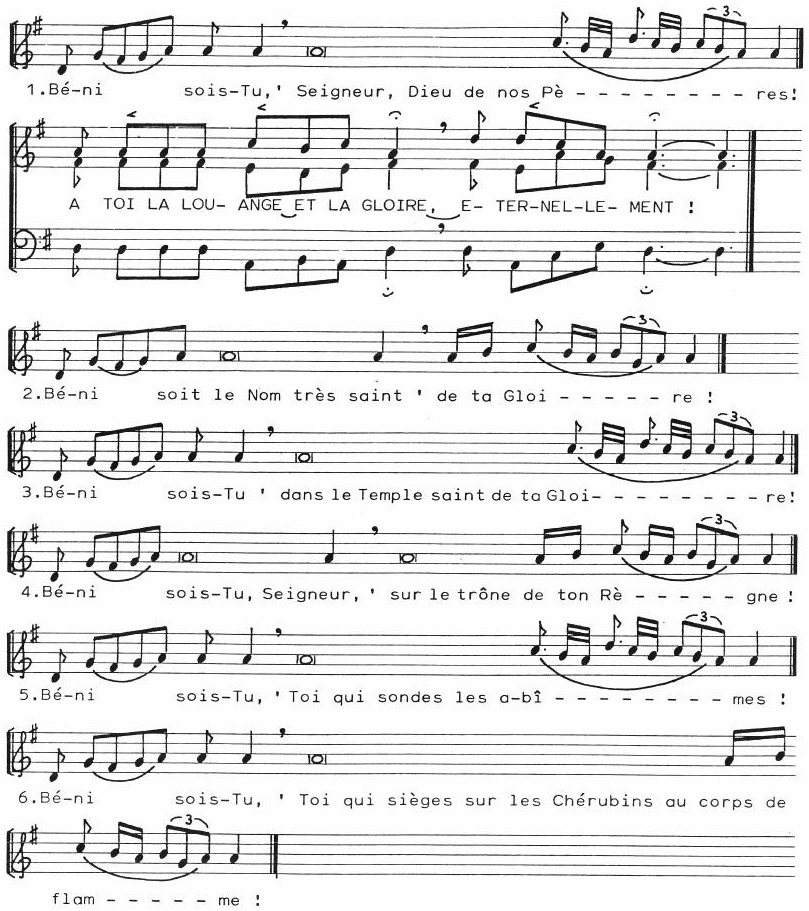 1.Bé-ni sois-Tu,' Seigneur, Dieu de nos Pè - - - - - - - - res!
A TOI LA LOU- ANGE ET LA GLOIRE, E- TER-NEL-LE- MENT !
2.Bé-ni soit le Nom très saint ' de ta Gloi - - - - - re !
3.Bé-ni sois-Tu ' dans le Temple saint de ta Gloi- - - - - - - - - re!
4.Bé-ni sois-Tu, Seigneur, ' sur le trône de ton Rè - - - - - gne !
5.Bé-ni sois-Tu, ' Toi qui sondes les a-bî - - - - - - - - mes !
6.Bé-ni sois-Tu, ' Toi qui sièges sur les Chérubins au corps de
flam - - - - - me !